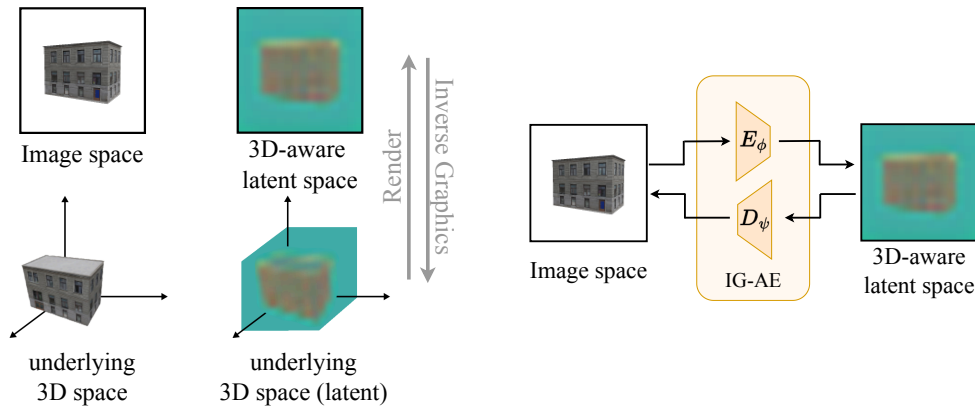 Image space
3D-aware
latent space
Render
Inverse Graphics
underlying
3D space
underlying
3D space (latent)
Image space
E_ϕ
D_ψ
IG-AE
3D-aware
latent space